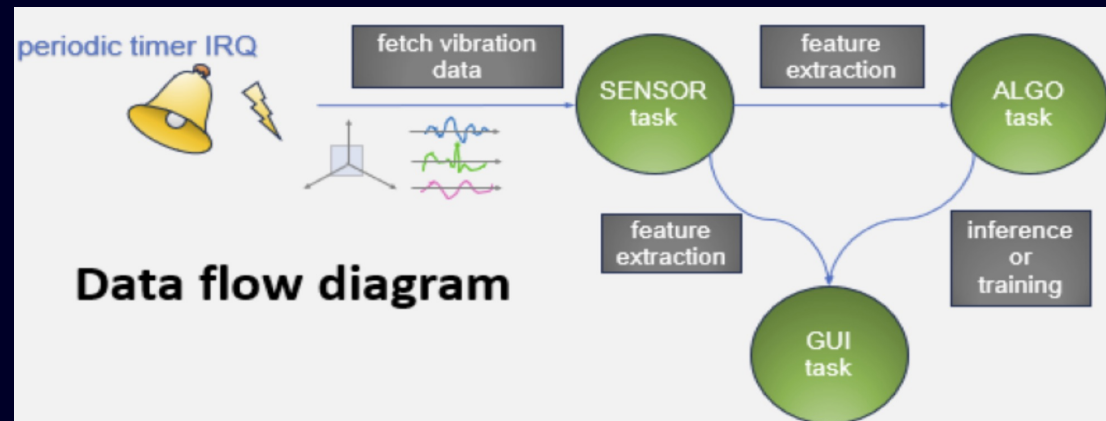 periodic timer IRQ
fetch vibration
data
SENSOR
task
feature
extraction
ALGO
task
feature
extraction
inference
or
training
Data flow diagram
GUI
task